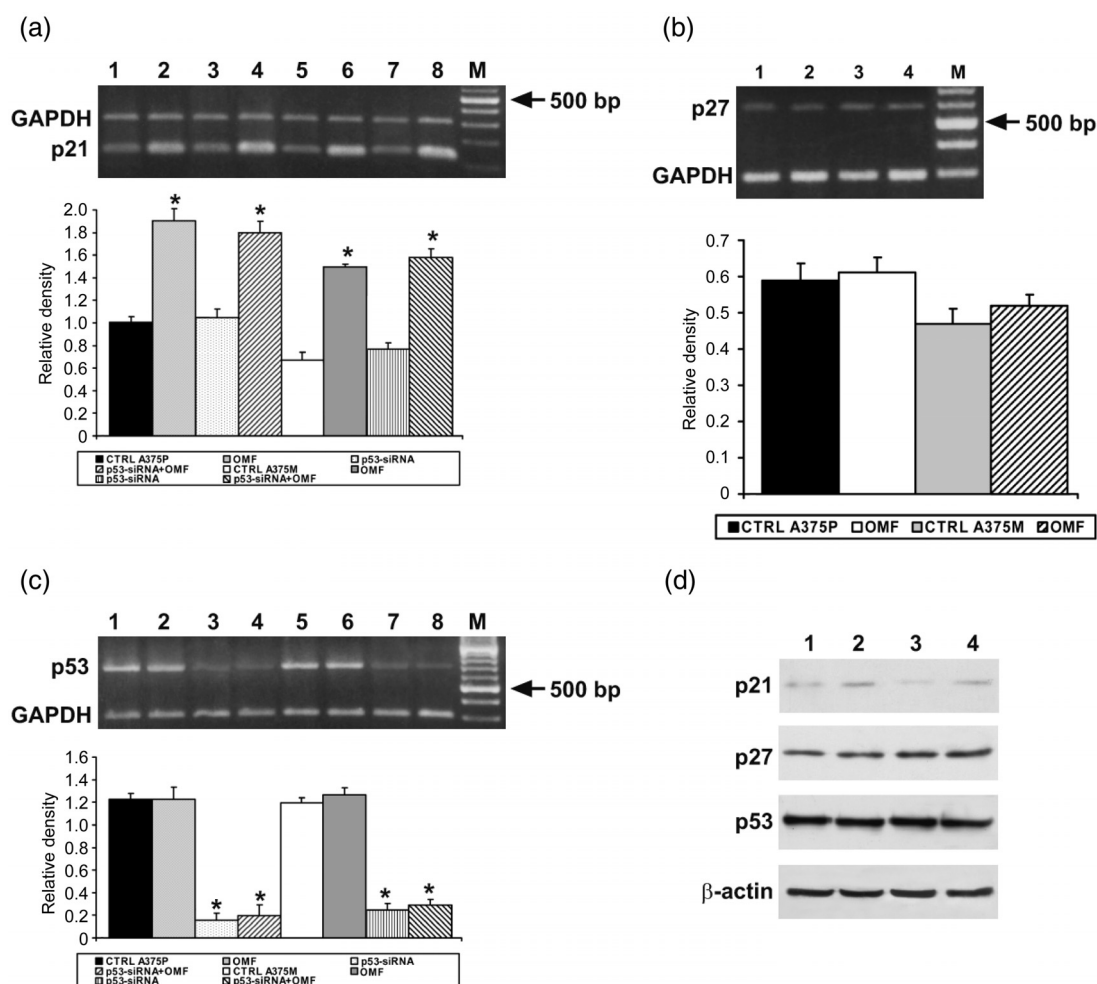 (a)
1 2 3 4 5 6 7 8 M
GAPDH
500 bp
p21
2.0
1.8
1.6
1.4
1.2
1.0
0.8
0.6
0.4
0.2
0
Relative density
* * * *
CTRL A375P OMF p53-siRNA
p53-siRNA+OMF CTRL A375M OMF
p53-siRNA p53-siRNA+OMF
(b)
1 2 3 4 M
p27
500 bp
GAPDH
0.7
0.6
0.5
0.4
0.3
0.2
0.1
0
Relative density
CTRL A375P OMF CTRL A375M OMF
(c)
1 2 3 4 5 6 7 8 M
p53
500 bp
GAPDH
1.6
1.4
1.2
1.0
0.8
0.6
0.4
0.2
0
Relative density
* * * *
CTRL A375P OMF p53-siRNA
p53-siRNA+OMF CTRL A375M OMF
p53-siRNA p53-siRNA+OMF
(d)
1 2 3 4
p21
p27
p53
β-actin